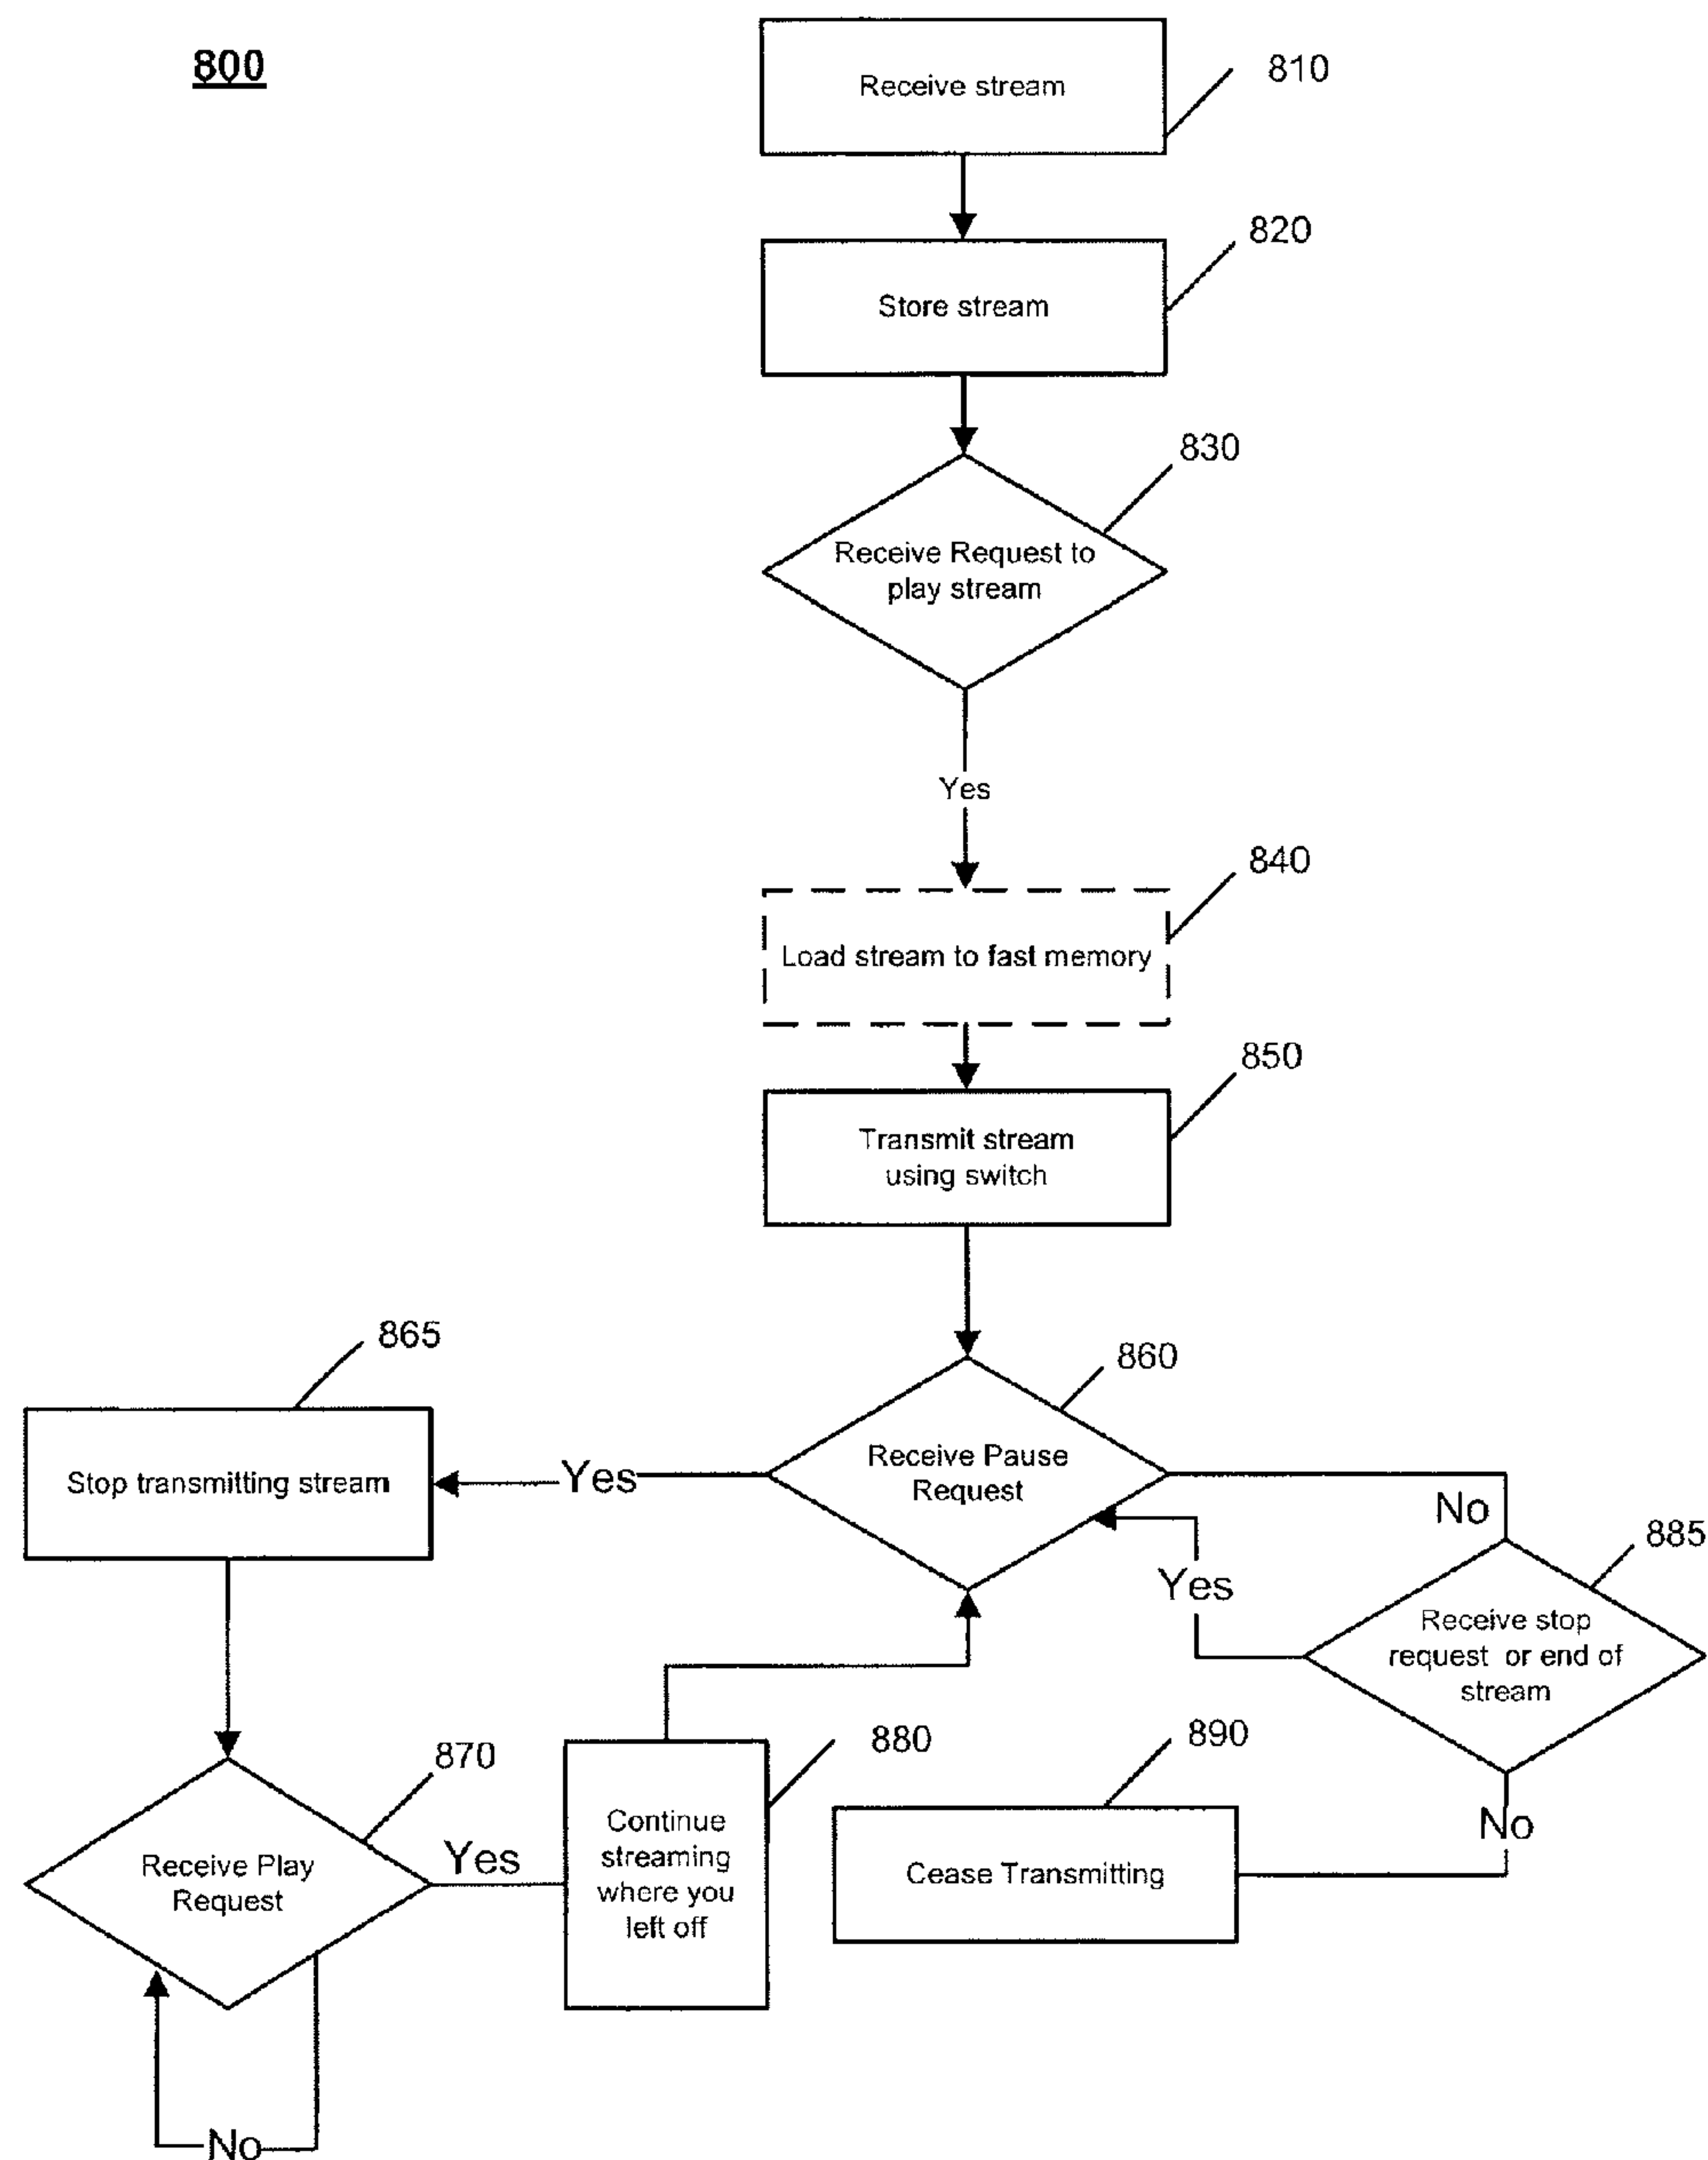 800
Receive stream
810
820
Store stream
830
Receive Request to
play stream
Yes
840
Load stream to fast memory
850
Transmit stream
using switch
865
860
Stop transmitting stream
Yes
Receive Pause
Request
No
885
Yes
Receive stop
request or end of
stream
870
880
890
No
Receive Play
Request
Yes
Continue
streaming
where you
left off
Cease Transmitting
No